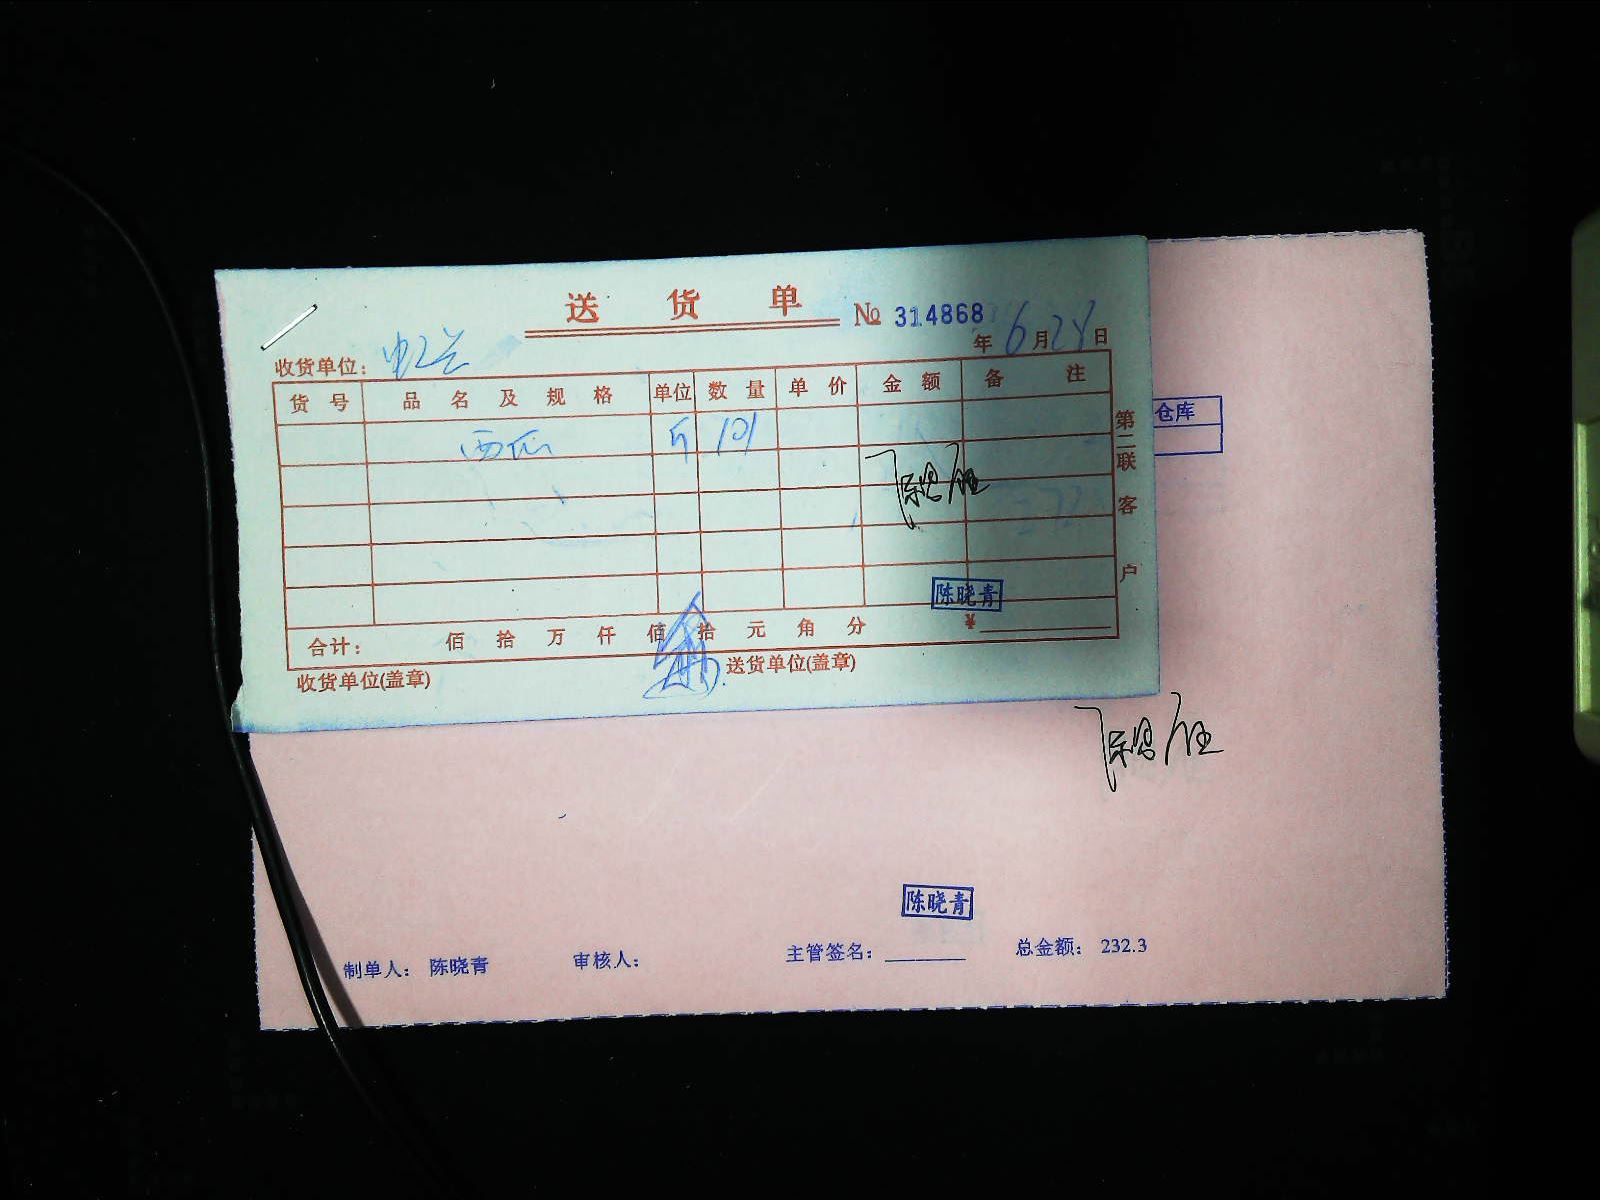 送 货 单
№ 314868
收货单位：
年 6 月 28 日
货 号 品 名 及 规 格 单位 数 量 单 价 金 额 备 注
西瓜 斤 101
第二联 客户
仓库
陈晓青
合计： 佰 拾 万 仟 佰 拾 元 角 分 ¥
收货单位(盖章) 送货单位(盖章)
陈晓青
制单人： 陈晓青 审核人： 主管签名： 总金额： 232.3